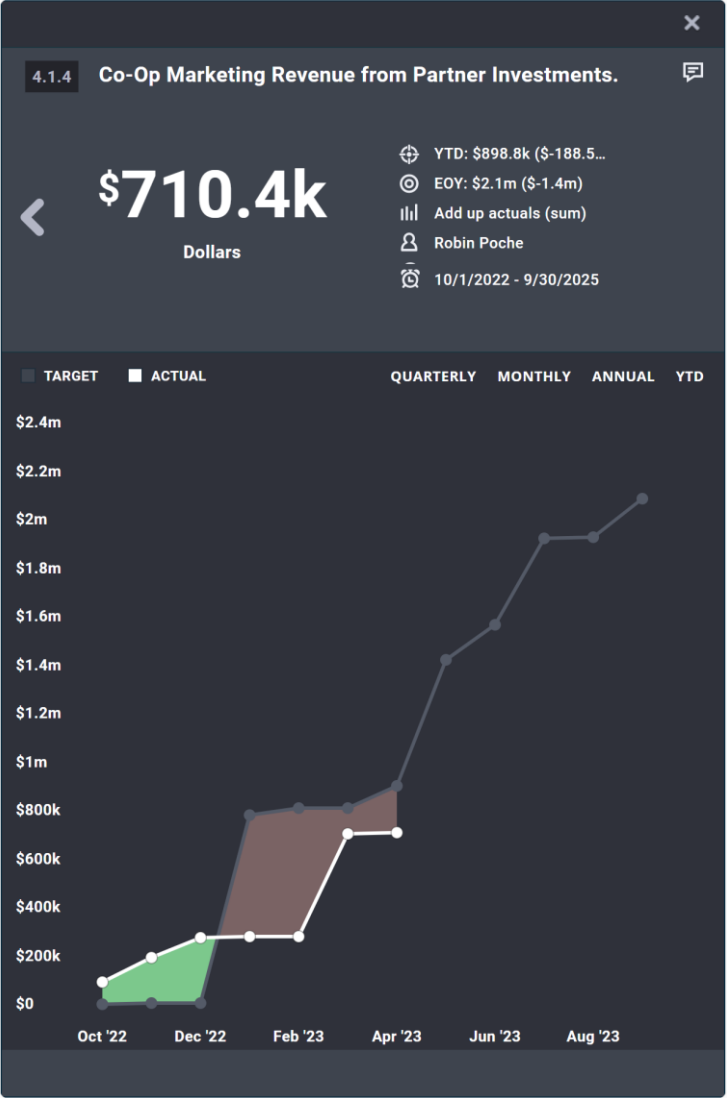 4.1.4 Co-Op Marketing Revenue from Partner Investments.
$710.4k
Dollars
YTD: $898.8k ($-188.5...
EOY: $2.1m ($-1.4m)
Add up actuals (sum)
Robin Poche
10/1/2022 - 9/30/2025
TARGET ACTUAL QUARTERLY MONTHLY ANNUAL YTD
$2.4m
$2.2m
$2m
$1.8m
$1.6m
$1.4m
$1.2m
$1m
$800k
$600k
$400k
$200k
$0
Oct '22 Dec '22 Feb '23 Apr '23 Jun '23 Aug '23